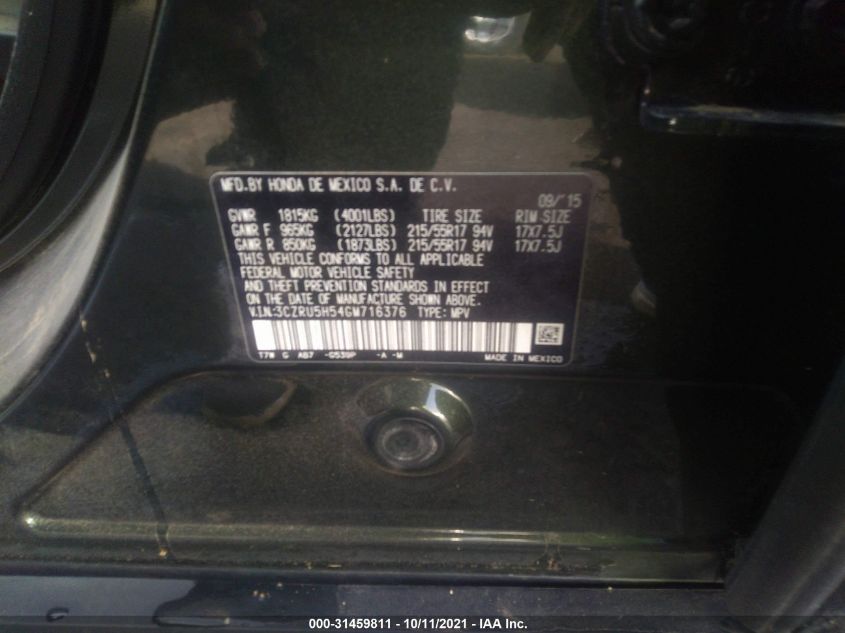 MFD.BY HONDA DE MEXICO S.A. DE C.V.
09/'15
GVWR 1815KG (4001LBS) TIRE SIZE RIM SIZE
GAWR F 965KG (2127LBS) 215/55R17 94V 17X7.5J
GAWR R 850KG (1873LBS) 215/55R17 94V 17X7.5J
THIS VEHICLE CONFORMS TO ALL APPLICABLE
FEDERAL MOTOR VEHICLE SAFETY
AND THEFT PREVENTION STANDARDS IN EFFECT
ON THE DATE OF MANUFACTURE SHOWN ABOVE.
V.I.N:3CZRU5H54GM716376 TYPE: MPV
T7W G AB7 -G539P -A -M MADE IN MEXICO
000-31459811 - 10/11/2021 - IAA Inc.